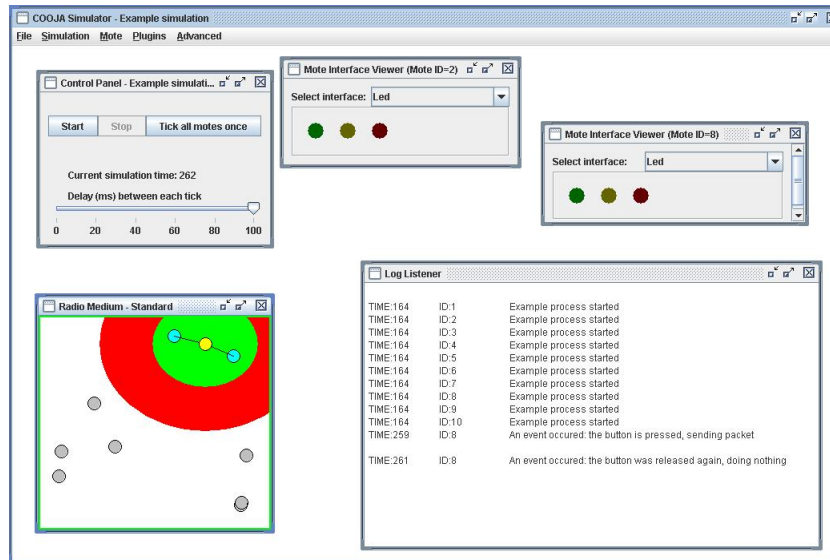 COOJA Simulator - Example simulation
File Simulation Mote Plugins Advanced
Control Panel - Example simulati...
Start Stop Tick all motes once
Current simulation time: 262
Delay (ms) between each tick
0 20 40 60 80 100
Mote Interface Viewer (Mote ID=2)
Select interface: Led
Mote Interface Viewer (Mote ID=8)
Select interface: Led
Radio Medium - Standard
Log Listener
TIME:164 ID:1 Example process started
TIME:164 ID:2 Example process started
TIME:164 ID:3 Example process started
TIME:164 ID:4 Example process started
TIME:164 ID:5 Example process started
TIME:164 ID:6 Example process started
TIME:164 ID:7 Example process started
TIME:164 ID:8 Example process started
TIME:164 ID:9 Example process started
TIME:164 ID:10 Example process started
TIME:259 ID:8 An event occured: the button is pressed, sending packet
TIME:261 ID:8 An event occured: the button was released again, doing nothing